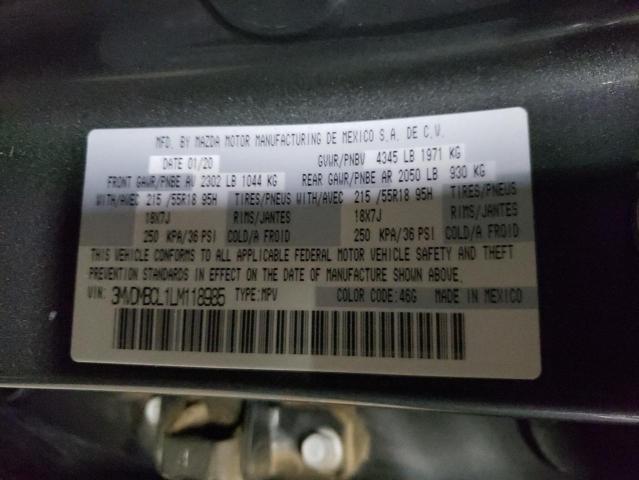 MFD. BY MAZDA MOTOR MANUFACTURING DE MEXICO S.A. DE C.V.
DATE 01/20 GVWR/PNBV 4345 LB 1971 KG
FRONT GAWR/PNBE AV 2302 LB 1044 KG REAR GAWR/PNBE AR 2050 LB 930 KG
WITH/AVEC 215 /55R18 95H TIRES/PNEUS WITH/AVEC 215 /55R18 95H TIRES/PNEUS
18X7J RIMS/JANTES 18X7J RIMS/JANTES
250 KPA/36 PSI COLD/A FROID 250 KPA/36 PSI COLD/A FROID
THIS VEHICLE CONFORMS TO ALL APPLICABLE FEDERAL MOTOR VEHICLE SAFETY AND THEFT
PREVENTION STANDARDS IN EFFECT ON THE DATE OF MANUFACTURE SHOWN ABOVE.
VIN: 3MVDMBCL1LM118985 TYPE:MPV COLOR CODE:46G MADE IN MEXICO